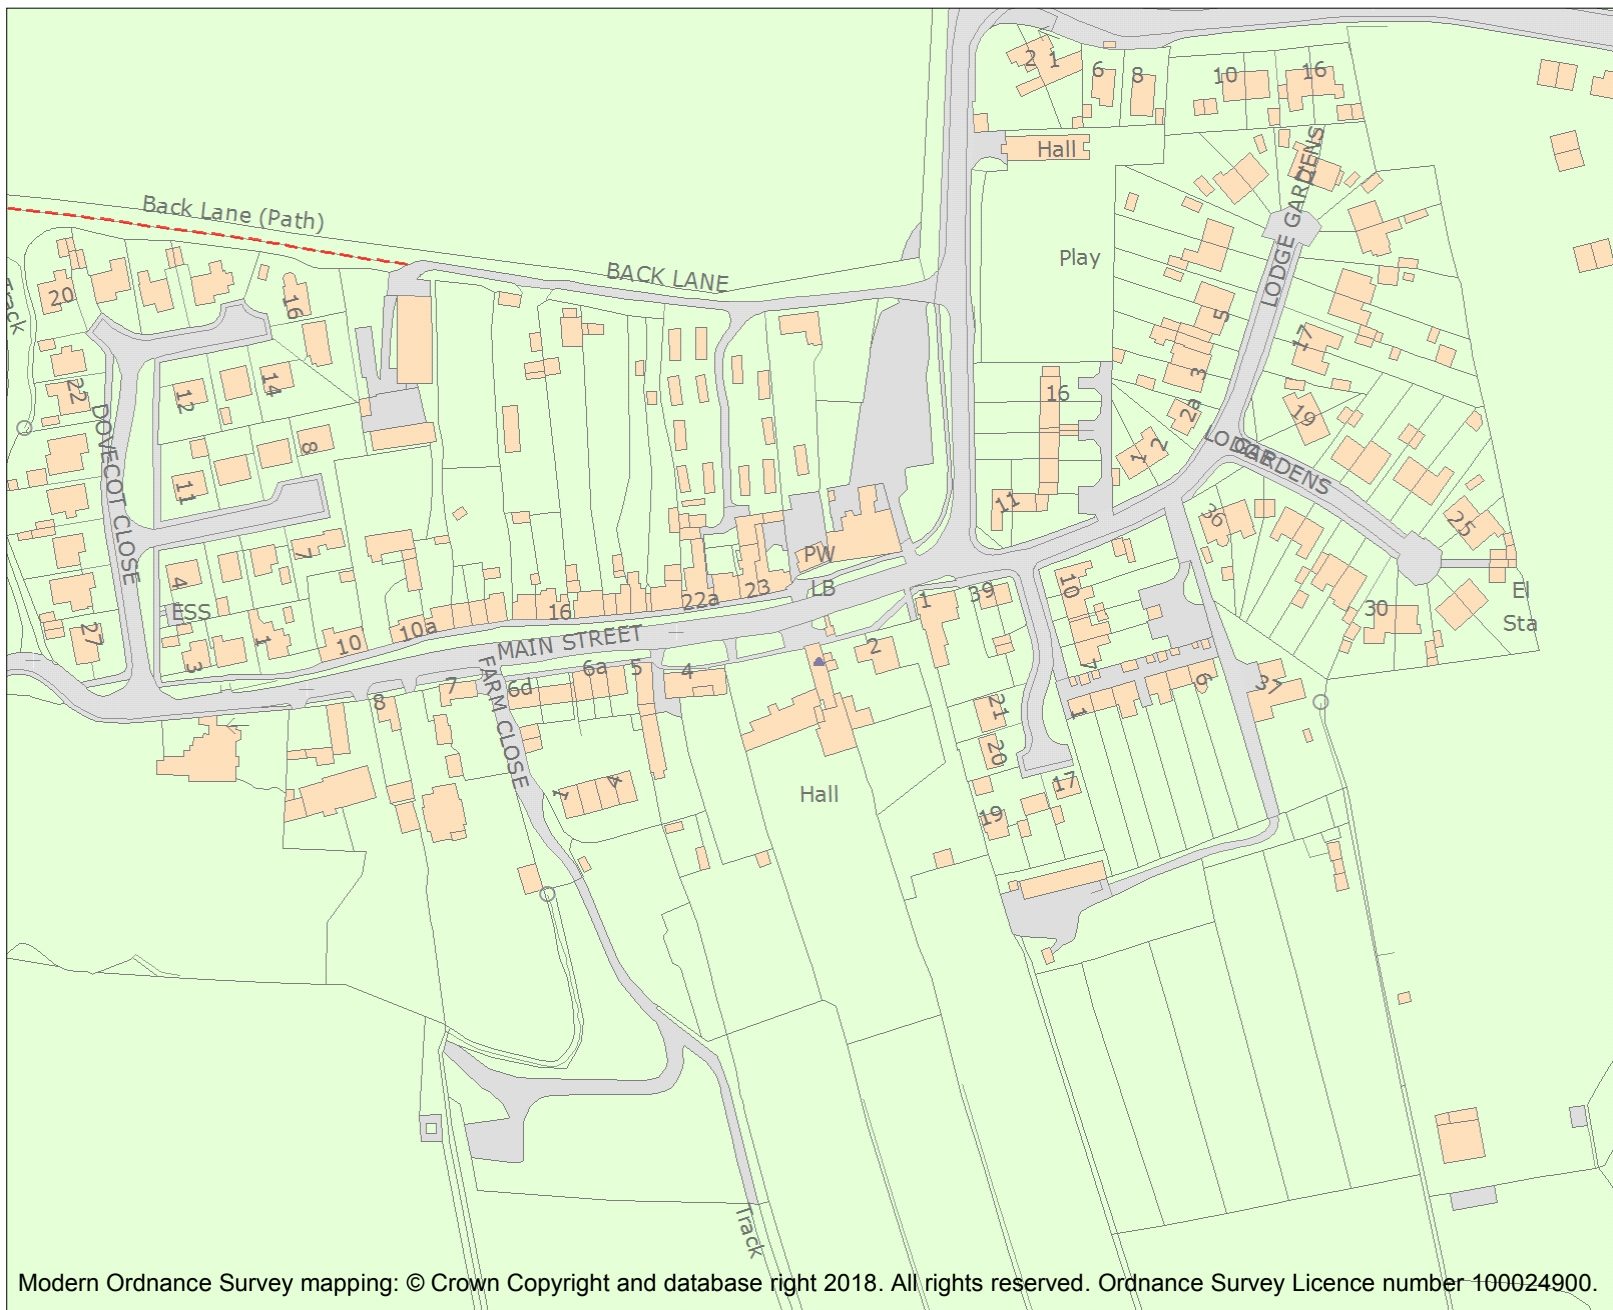 2 1
6
8
10
16
Hall
LODGE GARDENS
Back Lane (Path)
BACK LANE
Play
Track
20
16
5
17
22
12
14
3
16
2a
19
DOVECOT CLOSE
8
1 2
LODGE
GARDENS
11
11
36
25
7
PW
4
LB
22a
23
1
39
10
El
Sta
ESS
16
30
27
1
10
10a
MAIN STREET
3
2
7
6a
5
4
6
37
8
7
6d
FARM CLOSE
21
1
20
1
4
17
Hall
19
Track
Modern Ordnance Survey mapping: © Crown Copyright and database right 2018. All rights reserved. Ordnance Survey Licence number 100024900.